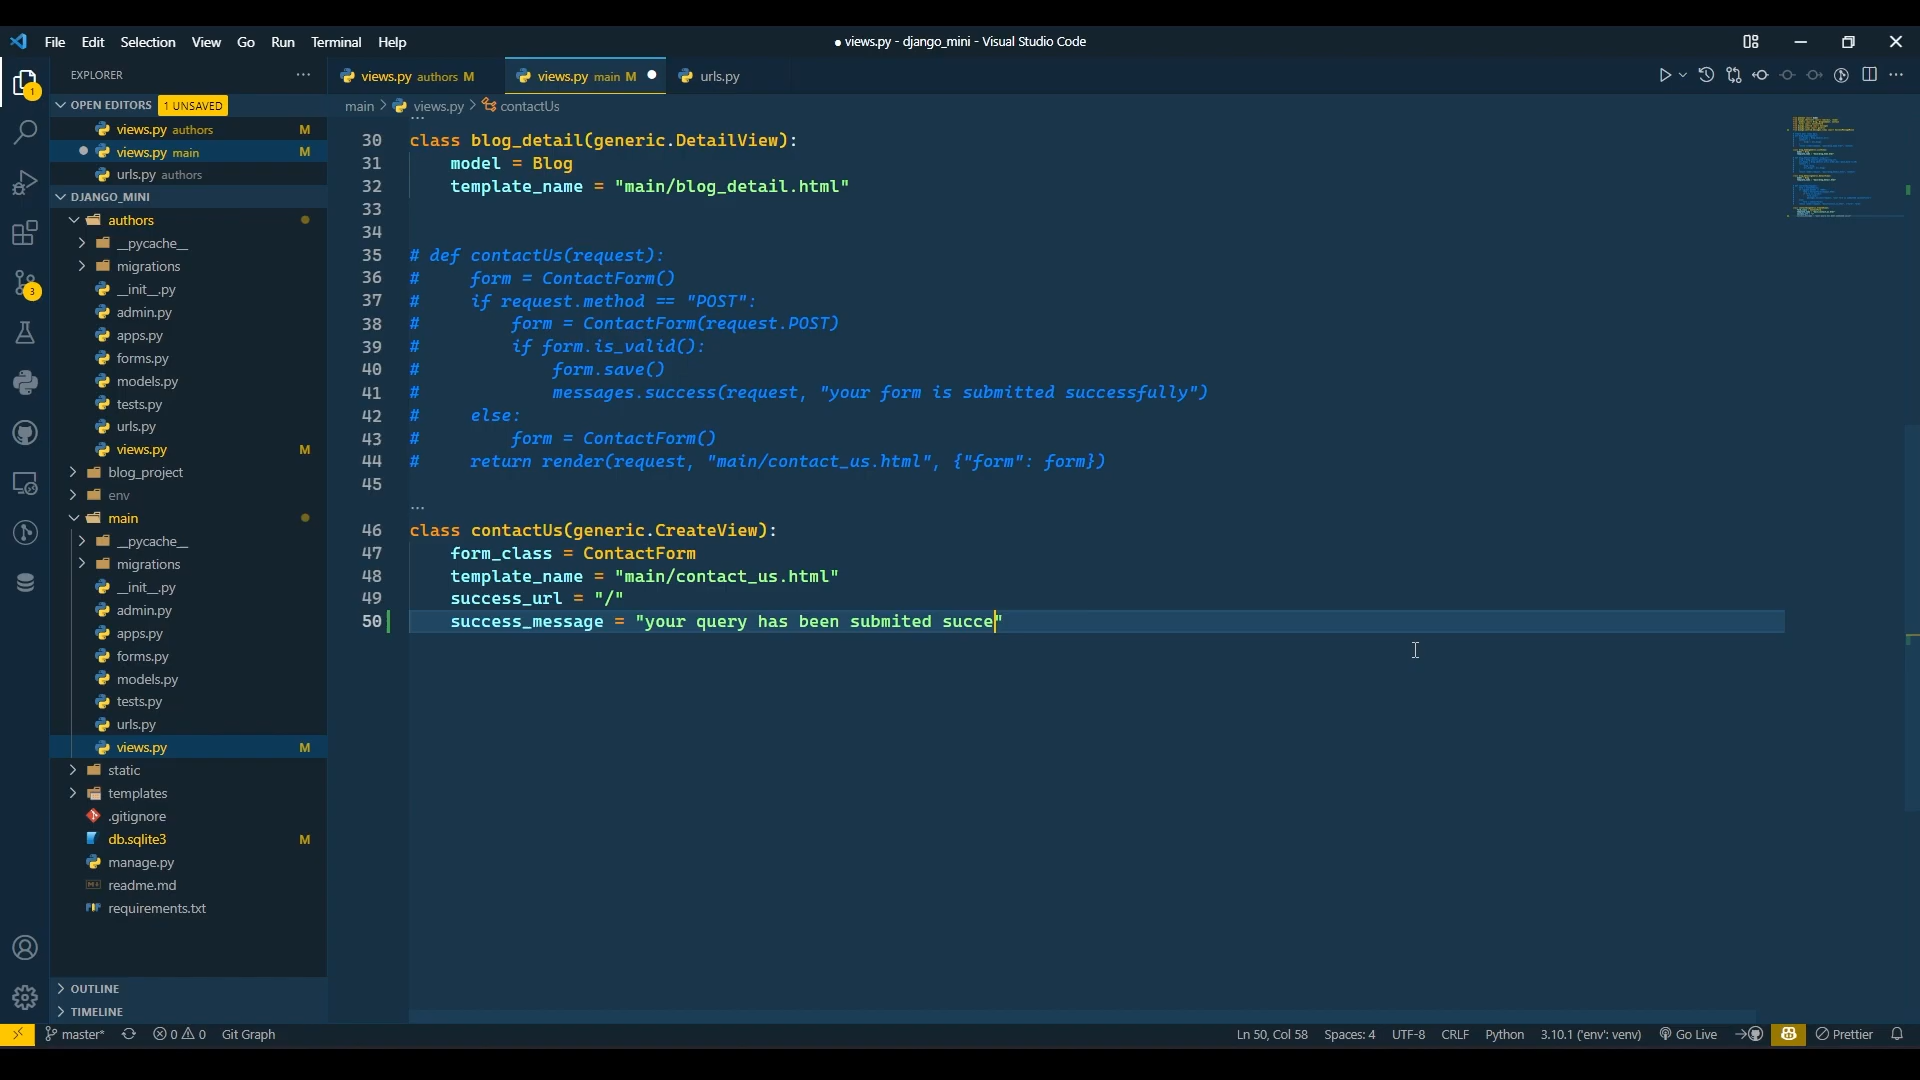 File Edit Selection View Go Run Terminal Help
● views.py - django_mini - Visual Studio Code
EXPLORER ...
views.py authors M
views.py main M ●
urls.py
OPEN EDITORS 1 UNSAVED
main > views.py > contactUs
views.py authors M
views.py main M
urls.py authors
DJANGO_MINI
authors
__pycache__
migrations
__init__.py
admin.py
apps.py
forms.py
models.py
tests.py
urls.py
views.py M
blog_project
env
main
__pycache__
migrations
__init__.py
admin.py
apps.py
forms.py
models.py
tests.py
urls.py
views.py M
static
templates
.gitignore
db.sqlite3 M
manage.py
readme.md
requirements.txt
OUTLINE
TIMELINE
1
3
...
30 class blog_detail(generic.DetailView):
31 model = Blog
32 template_name = "main/blog_detail.html"
33
34
35 # def contactUs(request):
36 # form = ContactForm()
37 # if request.method == "POST":
38 # form = ContactForm(request.POST)
39 # if form.is_valid():
40 # form.save()
41 # messages.success(request, "your form is submitted successfully")
42 # else:
43 # form = ContactForm()
44 # return render(request, "main/contact_us.html", {"form": form})
45
...
46 class contactUs(generic.CreateView):
47 form_class = ContactForm
48 template_name = "main/contact_us.html"
49 success_url = "/"
50 success_message = "your query has been submited succe"
master* 0 0 Git Graph
Ln 50, Col 58 Spaces: 4 UTF-8 CRLF Python 3.10.1 ('env': venv) Go Live Prettier